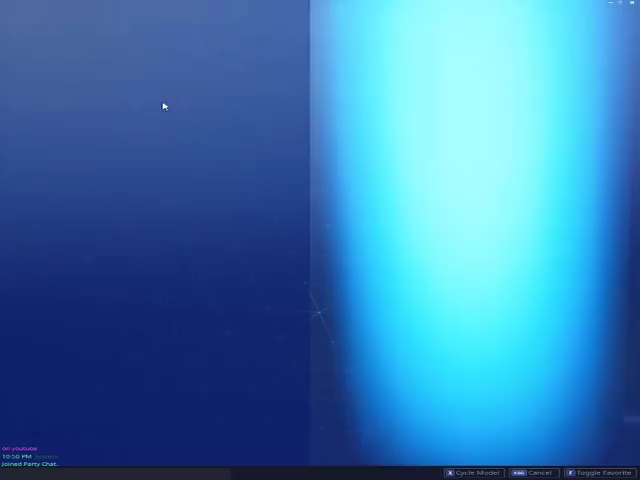 on youtube
10:50 PM
Joined Party Chat.
X Cycle Model
Cancel
F Toggle Favorite